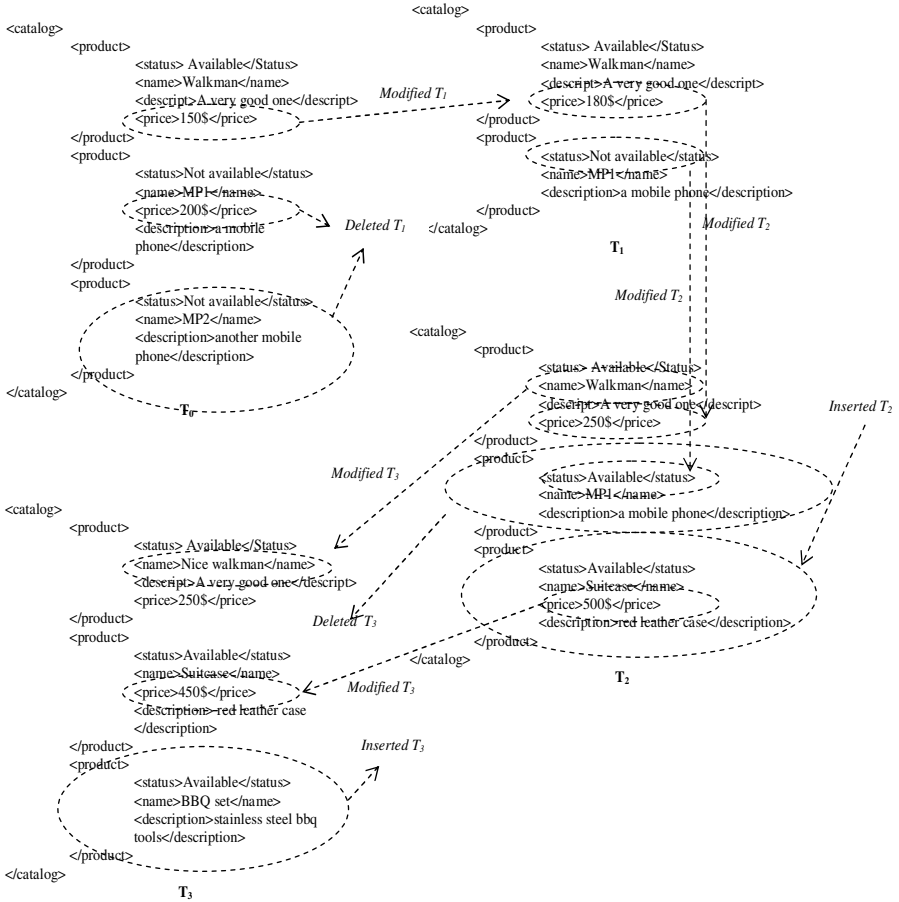 <catalog>
<product>
<status> Available</Status>
<name>Walkman</name>
<descript>A very good one</descript
<price>150$</price>
</product>
<product>
<status>Not available</status>
<name>MP1</name>
<price>200$</price>
<description>a mobile
phone</description>
</product>
<product>
<status>Not available</status>
<name>MP2</name>
<description>another mobile
phone</description>
</product>
</catalog>
T0
Modified T1
Deleted T1
<catalog>
<product>
<status> Available</Status>
<name>Walkman</name>
<descript>A very good one</descript>
<price>180$</price>
</product>
<product>
<status>Not available</status>
<name>MP1</name>
<description>a mobile phone</description>
</product>
</catalog>
T1
Modified T2
Modified T2
<catalog>
<product>
<status> Available</Status>
<name>Walkman</name>
<descript>A very good one</descript>
<price>250$</price>
</product>
<product>
<status>Available</status>
<name>MP1</name>
<description>a mobile phone</description>
</product>
<product>
<status>Available</status>
<name>Suitcase</name>
<price>500$</price>
<description>red leather case</description>
</product>
</catalog>
T2
Inserted T2
Modified T3
Deleted T3
Modified T3
Inserted T3
<catalog>
<product>
<status> Available</Status>
<name>Nice walkman</name>
<descript>A very good one</descript>
<price>250$</price>
</product>
<product>
<status>Available</status>
<name>Suitcase</name>
<price>450$</price>
<description>red leather case
</description>
</product>
<product>
<status>Available</status>
<name>BBQ set</name>
<description>stainless steel bbq
tools</description>
</product>
</catalog>
T3